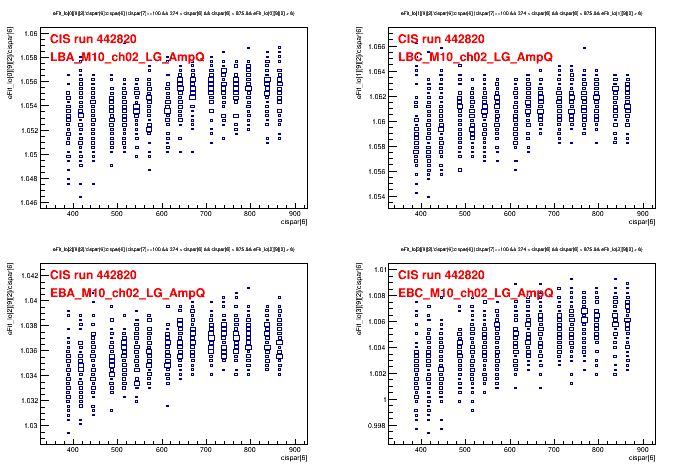 CIS run 442820
LBA_M10_ch02_LG_AmpQ
1.06
1.058
1.056
1.054
1.052
1.05
1.048
1.046
400 500 600 700 800 900
cispar[6]
CIS run 442820
LBC_M10_ch02_LG_AmpQ
1.066
1.064
1.062
1.06
1.058
1.056
1.054
400 500 600 700 800 900
cispar[6]
CIS run 442820
EBA_M10_ch02_LG_AmpQ
1.042
1.04
1.038
1.036
1.034
1.032
1.03
400 500 600 700 800 900
cispar[6]
CIS run 442820
EBC_M10_ch02_LG_AmpQ
1.01
1.008
1.006
1.004
1.002
1
0.998
400 500 600 700 800 900
cispar[6]